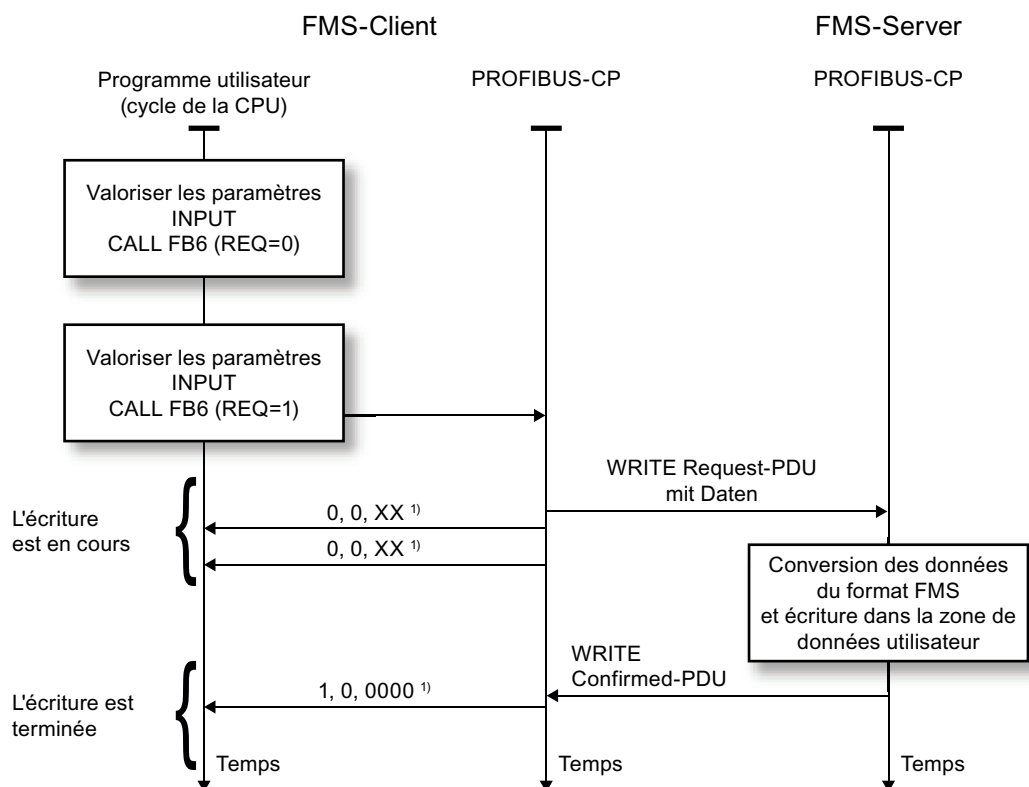 FMS-Client
FMS-Server
Programme utilisateur
(cycle de la CPU)
PROFIBUS-CP
PROFIBUS-CP
Valoriser les paramètres
INPUT
CALL FB6 (REQ=0)
Valoriser les paramètres
INPUT
CALL FB6 (REQ=1)
WRITE Request-PDU
mit Daten
L'écriture
est en cours
0, 0, XX 1)
0, 0, XX 1)
Conversion des données
du format FMS
et écriture dans la zone de
données utilisateur
WRITE
Confirmed-PDU
L'écriture est
terminée
1, 0, 0000 1)
Temps
Temps
Temps